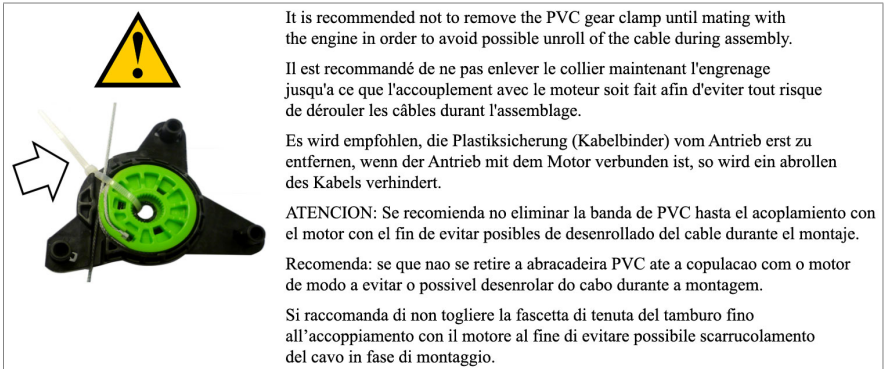 It is recommended not to remove the PVC gear clamp until mating with
the engine in order to avoid possible unroll of the cable during assembly.
Il est recommandé de ne pas enlever le collier maintenant l'engrenage
jusqu'a ce que l'accouplement avec le moteur soit fait afin d'eviter tout risque
de dérouler les câbles durant l'assemblage.
Es wird empfohlen, die Plastiksicherung (Kabelbinder) vom Antrieb erst zu
entfernen, wenn der Antrieb mit dem Motor verbunden ist, so wird ein abrollen
des Kabels verhindert.
ATENCION: Se recomienda no eliminar la banda de PVC hasta el acoplamiento con
el motor con el fin de evitar posibles de desenrollado del cable durante el montaje.
Recomenda: se que nao se retire a abracadeira PVC ate a copulacao com o motor
de modo a evitar o possivel desenrolar do cabo durante a montagem.
Si raccomanda di non togliere la fascetta di tenuta del tamburo fino
all’accoppiamento con il motore al fine di evitare possibile scarrucolamento
del cavo in fase di montaggio.